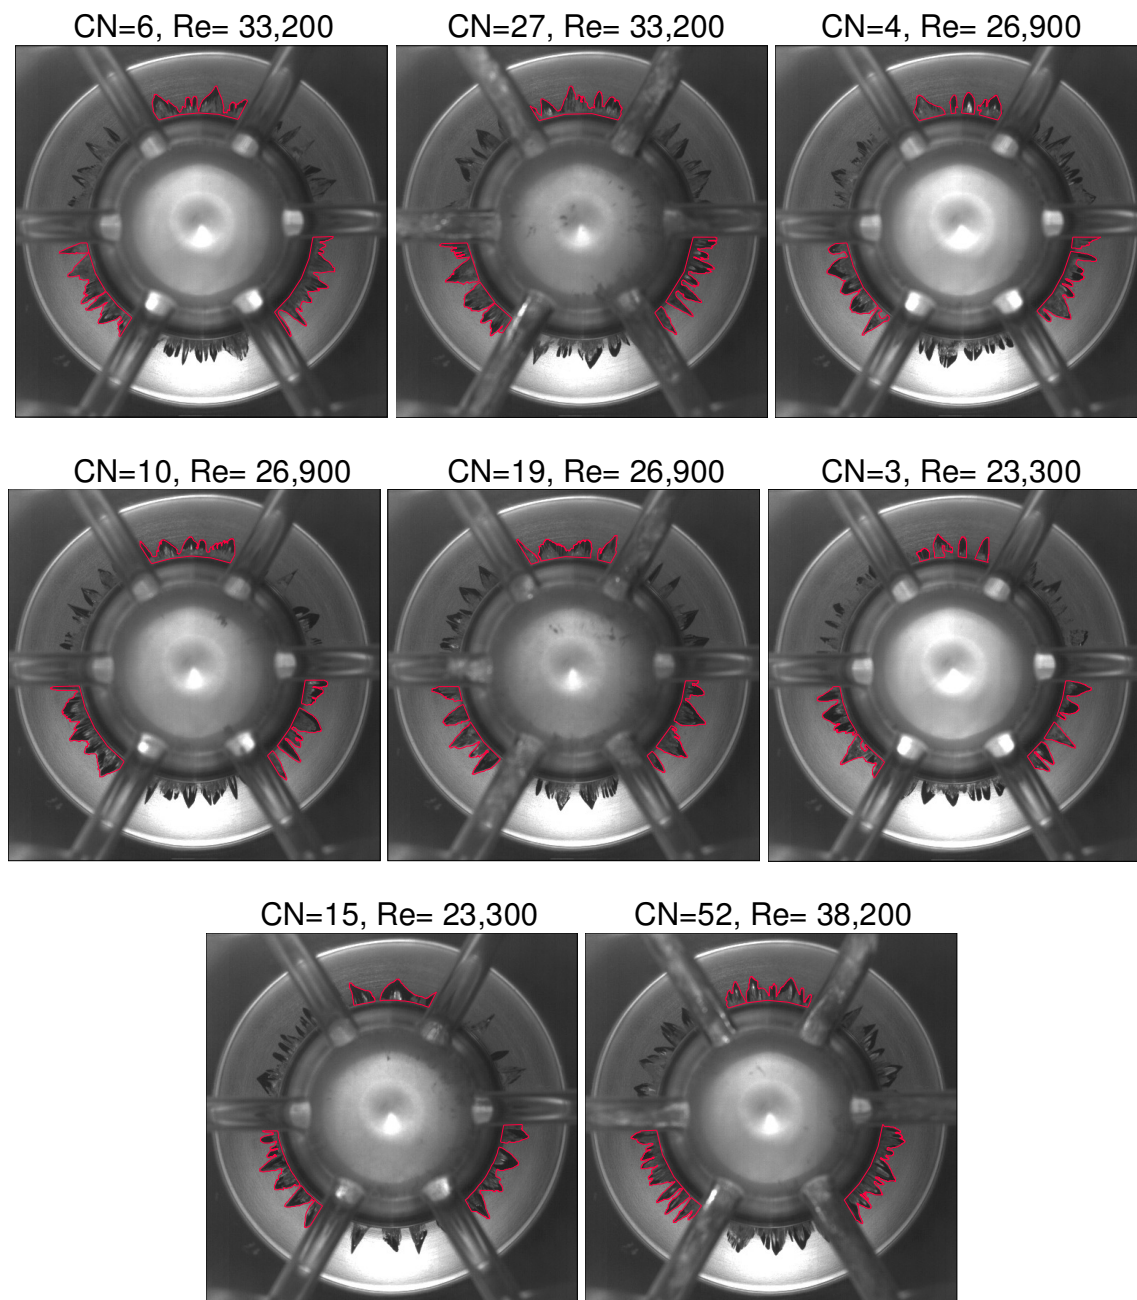 CN=6, Re= 33,200
CN=27, Re= 33,200
CN=4, Re= 26,900
CN=10, Re= 26,900
CN=19, Re= 26,900
CN=3, Re= 23,300
CN=15, Re= 23,300
CN=52, Re= 38,200